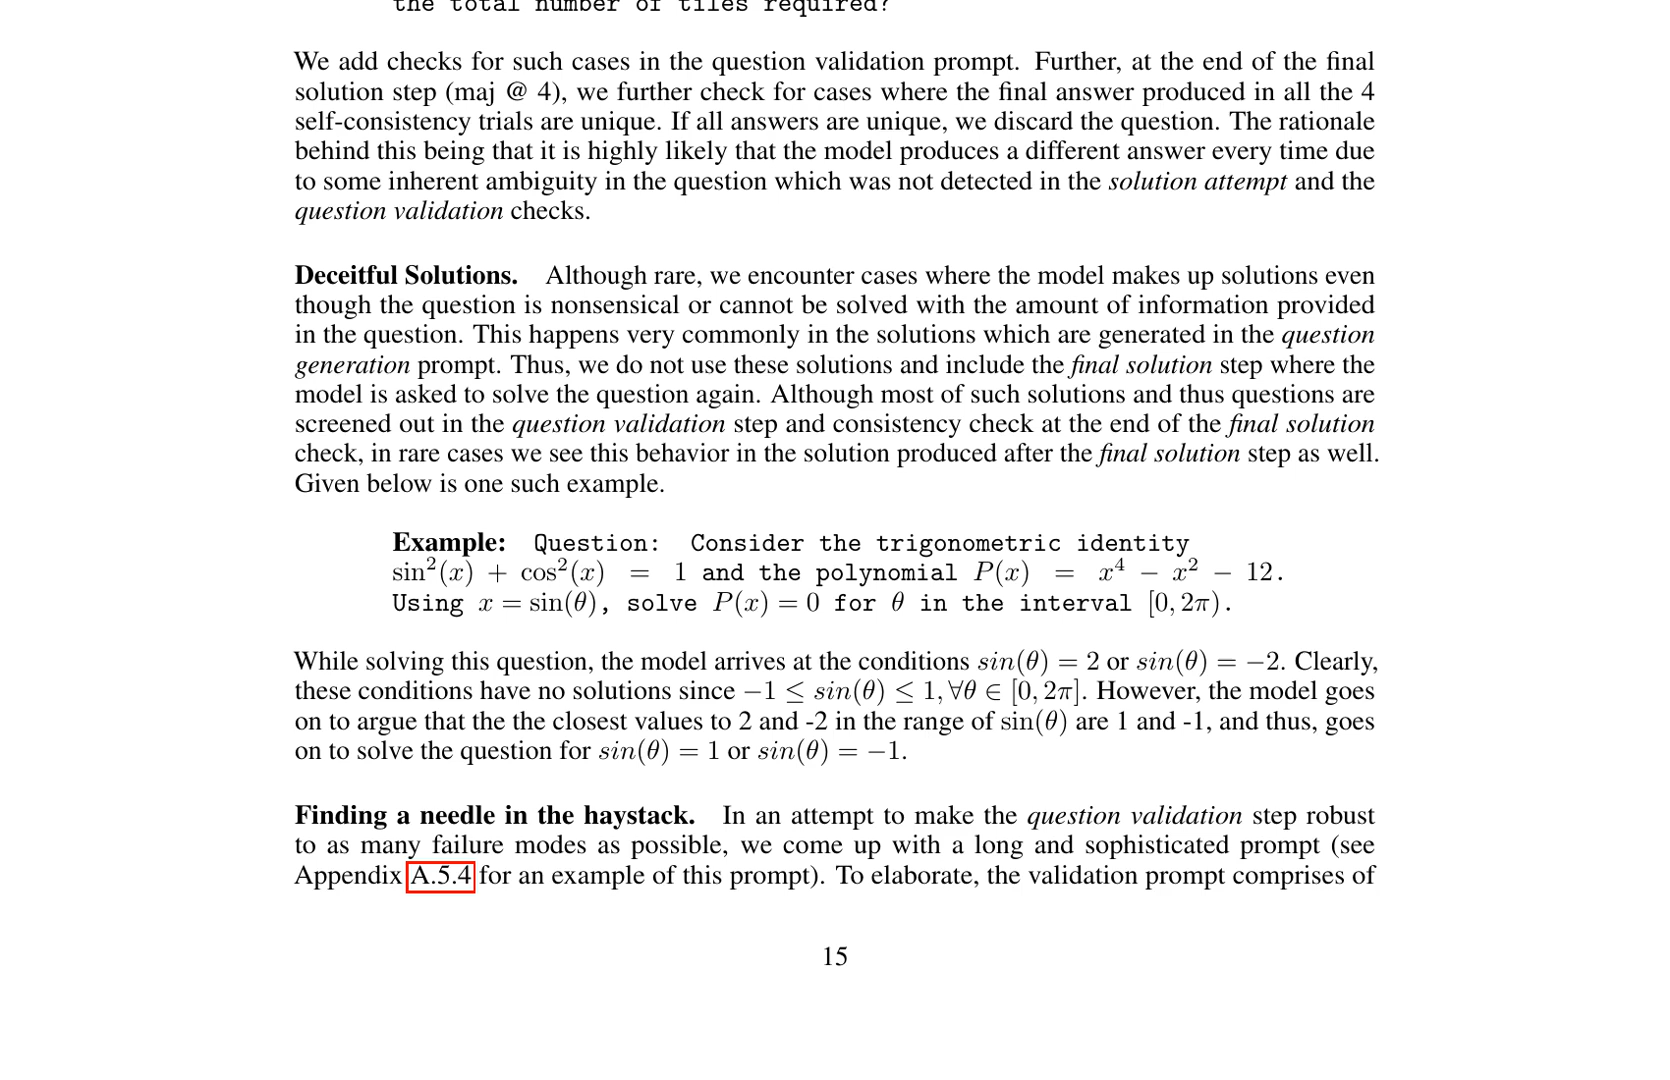 the total number of tiles required?
We add checks for such cases in the question validation prompt. Further, at the end of the final
solution step (maj @ 4), we further check for cases where the final answer produced in all the 4
self-consistency trials are unique. If all answers are unique, we discard the question. The rationale
behind this being that it is highly likely that the model produces a different answer every time due
to some inherent ambiguity in the question which was not detected in the solution attempt and the
question validation checks.
Deceitful Solutions. Although rare, we encounter cases where the model makes up solutions even
though the question is nonsensical or cannot be solved with the amount of information provided
in the question. This happens very commonly in the solutions which are generated in the question
generation prompt. Thus, we do not use these solutions and include the final solution step where the
model is asked to solve the question again. Although most of such solutions and thus questions are
screened out in the question validation step and consistency check at the end of the final solution
check, in rare cases we see this behavior in the solution produced after the final solution step as well.
Given below is one such example.
Example: Question: Consider the trigonometric identity
sin²(x) + cos²(x) = 1 and the polynomial P(x) = x⁴ − x² − 12.
Using x = sin(θ), solve P(x) = 0 for θ in the interval [0, 2π).
While solving this question, the model arrives at the conditions sin(θ) = 2 or sin(θ) = −2. Clearly,
these conditions have no solutions since −1 ≤ sin(θ) ≤ 1, ∀θ ∈ [0, 2π]. However, the model goes
on to argue that the the closest values to 2 and -2 in the range of sin(θ) are 1 and -1, and thus, goes
on to solve the question for sin(θ) = 1 or sin(θ) = −1.
Finding a needle in the haystack. In an attempt to make the question validation step robust
to as many failure modes as possible, we come up with a long and sophisticated prompt (see
Appendix A.5.4 for an example of this prompt). To elaborate, the validation prompt comprises of
15